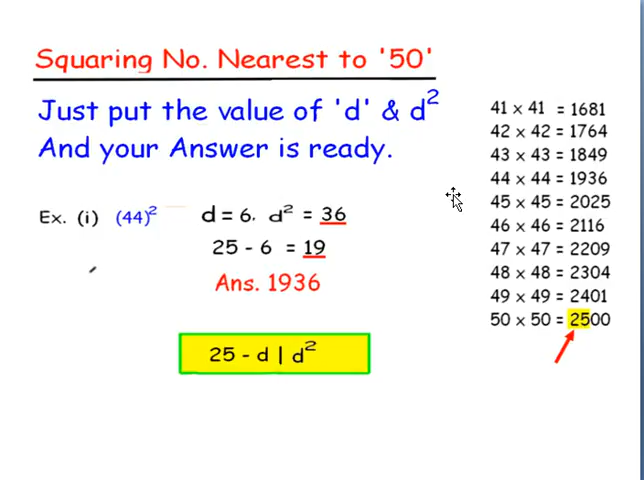 Squaring No. Nearest to '50'
Just put the value of 'd' & d²
And your Answer is ready.
Ex. (i) (44)² d = 6. d² = 36
25 - 6 = 19
Ans. 1936
25 - d | d²
41 x 41 = 1681
42 x 42 = 1764
43 x 43 = 1849
44 x 44 = 1936
45 x 45 = 2025
46 x 46 = 2116
47 x 47 = 2209
48 x 48 = 2304
49 x 49 = 2401
50 x 50 = 2500